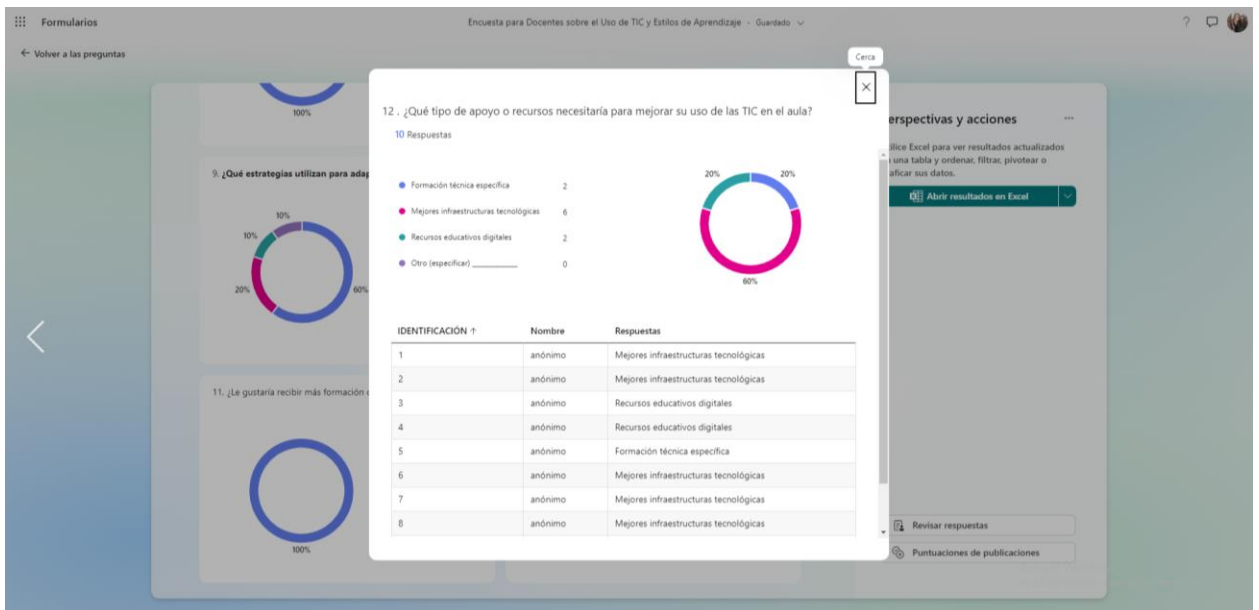 Formularios
Encuesta para Docentes sobre el Uso de TIC y Estilos de Aprendizaje - Guardado
?
← Volver a las preguntas
Cerca
100%
12 . ¿Qué tipo de apoyo o recursos necesitaría para mejorar su uso de las TIC en el aula?
10 Respuestas
Formación técnica específica 2
Mejores infraestructuras tecnológicas 6
Recursos educativos digitales 2
Otro (especificar) __________ 0
20%
20%
60%
IDENTIFICACIÓN ↑ Nombre Respuestas
1 anónimo Mejores infraestructuras tecnológicas
2 anónimo Mejores infraestructuras tecnológicas
3 anónimo Recursos educativos digitales
4 anónimo Recursos educativos digitales
5 anónimo Formación técnica específica
6 anónimo Mejores infraestructuras tecnológicas
7 anónimo Mejores infraestructuras tecnológicas
8 anónimo Mejores infraestructuras tecnológicas
9. ¿Qué estrategias utilizan para adap
10%
10%
20%
60%
11. ¿Le gustaría recibir más formación
100%
erspectivas y acciones
ilice Excel para ver resultados actualizados
una tabla y ordenar, filtrar, pivotear o
aficar sus datos.
Abrir resultados en Excel
Revisar respuestas
Puntuaciones de publicaciones